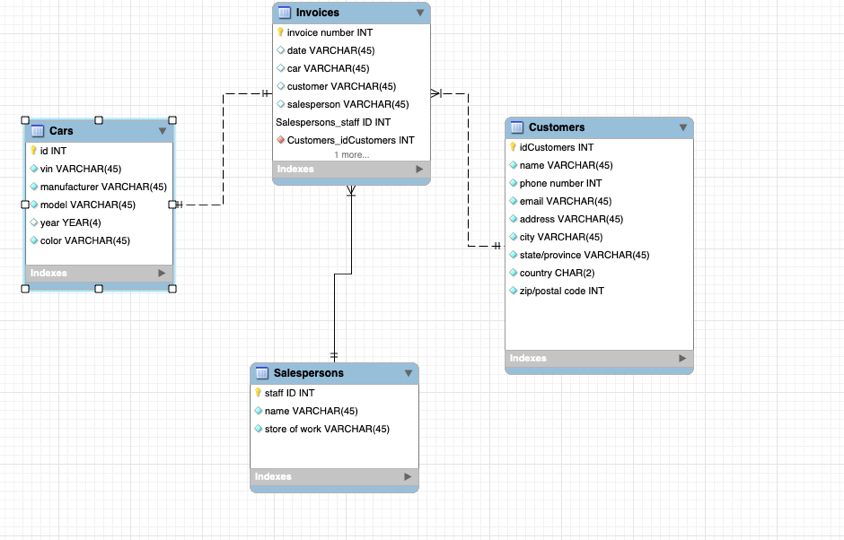 Invoices
invoice number INT
date VARCHAR(45)
car VARCHAR(45)
customer VARCHAR(45)
salesperson VARCHAR(45)
Salespersons_staff ID INT
Customers_idCustomers INT
1 more...
Indexes
Cars
id INT
vin VARCHAR(45)
manufacturer VARCHAR(45)
model VARCHAR(45)
year YEAR(4)
color VARCHAR(45)
Indexes
Customers
idCustomers INT
name VARCHAR(45)
phone number INT
email VARCHAR(45)
address VARCHAR(45)
city VARCHAR(45)
state/province VARCHAR(45)
country CHAR(2)
zip/postal code INT
Indexes
Salespersons
staff ID INT
name VARCHAR(45)
store of work VARCHAR(45)
Indexes